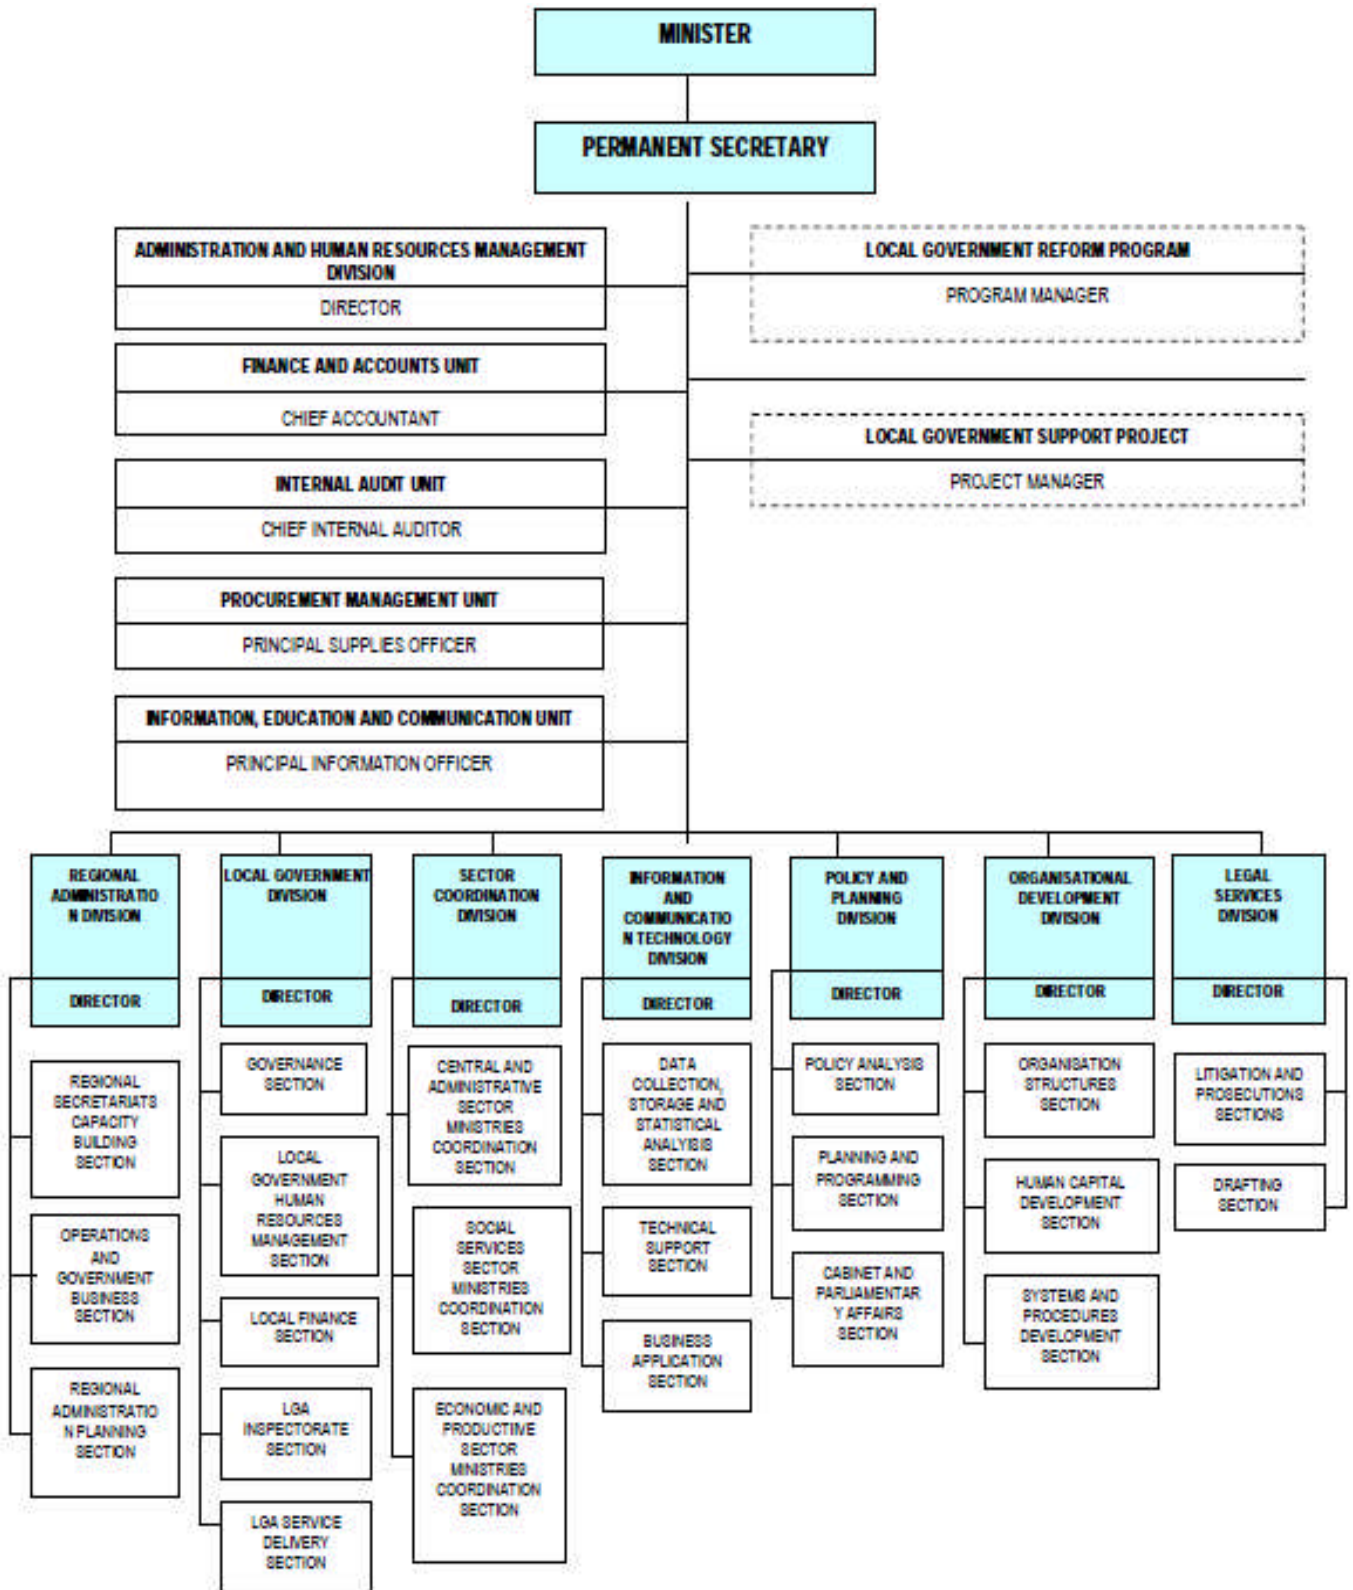 MINISTER
PERMANENT SECRETARY
ADMINISTRATION AND HUMAN RESOURCES MANAGEMENT
DIVISION
DIRECTOR
LOCAL GOVERNMENT REFORM PROGRAM
PROGRAM MANAGER
FINANCE AND ACCOUNTS UNIT
CHIEF ACCOUNTANT
LOCAL GOVERNMENT SUPPORT PROJECT
PROJECT MANAGER
INTERNAL AUDIT UNIT
CHIEF INTERNAL AUDITOR
PROCUREMENT MANAGEMENT UNIT
PRINCIPAL SUPPLIES OFFICER
INFORMATION, EDUCATION AND COMMUNICATION UNIT
PRINCIPAL INFORMATION OFFICER
REGIONAL
ADMINISTRATIO
N DIVISION
DIRECTOR
REGIONAL
SECRETARIATS
CAPACITY
BUILDING
SECTION
OPERATIONS
AND
GOVERNMENT
BUSINESS
SECTION
REGIONAL
ADMINISTRATIO
N PLANNING
SECTION
LOCAL GOVERNMENT
DIVISION
DIRECTOR
GOVERNANCE
SECTION
LOCAL
GOVERNMENT
HUMAN
RESOURCES
MANAGEMENT
SECTION
LOCAL FINANCE
SECTION
LGA
INSPECTORATE
SECTION
LGA SERVICE
DELIVERY
SECTION
SECTOR
COORDINATION
DIVISION
DIRECTOR
CENTRAL AND
ADMINISTRATIVE
SECTOR
MINISTRIES
COORDINATION
SECTION
SOCIAL
SERVICES
SECTOR
MINISTRIES
COORDINATION
SECTION
ECONOMIC AND
PRODUCTIVE
SECTOR
MINISTRIES
COORDINATION
SECTION
INFORMATION
AND
COMMUNICATIO
N TECHNOLOGY
DIVISION
DIRECTOR
DATA
COLLECTION,
STORAGE AND
STATISTICAL
ANALYISIS
SECTION
TECHNICAL
SUPPORT
SECTION
BUSINESS
APPLICATION
SECTION
POLICY AND
PLANNING
DIVISION
DIRECTOR
POLICY ANALYSIS
SECTION
PLANNING AND
PROGRAMMING
SECTION
CABINET AND
PARLIAMENTAR
Y AFFAIRS
SECTION
ORGANISATIONAL
DEVELOPMENT
DIVISION
DIRECTOR
ORGANISATION
STRUCTURES
SECTION
HUMAN CAPITAL
DEVELOPMENT
SECTION
SYSTEMS AND
PROCEDURES
DEVELOPMENT
SECTION
LEGAL
SERVICES
DIVISION
DIRECTOR
LITIGATION AND
PROSECUTIONS
SECTIONS
DRAFTING
SECTION